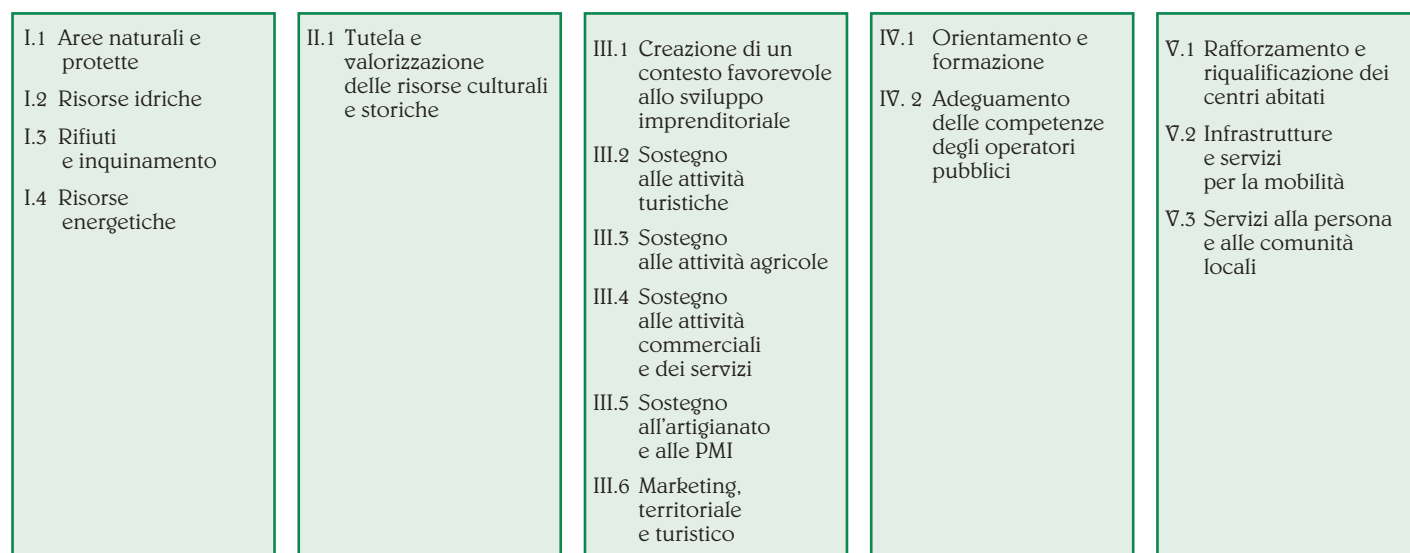 I.1 Aree naturali e
protette
I.2 Risorse idriche
I.3 Rifiuti
e inquinamento
I.4 Risorse
energetiche
II.1 Tutela e
valorizzazione
delle risorse culturali
e storiche
III.1 Creazione di un
contesto favorevole
allo sviluppo
imprenditoriale
III.2 Sostegno
alle attività
turistiche
III.3 Sostegno
alle attività agricole
III.4 Sostegno
alle attività
commerciali
e dei servizi
III.5 Sostegno
all'artigianato
e alle PMI
III.6 Marketing,
territoriale
e turistico
IV.1 Orientamento e
formazione
IV. 2 Adeguamento
delle competenze
degli operatori
pubblici
V.1 Rafforzamento e
riqualificazione dei
centri abitati
V.2 Infrastrutture
e servizi
per la mobilità
V.3 Servizi alla persona
e alle comunità
locali